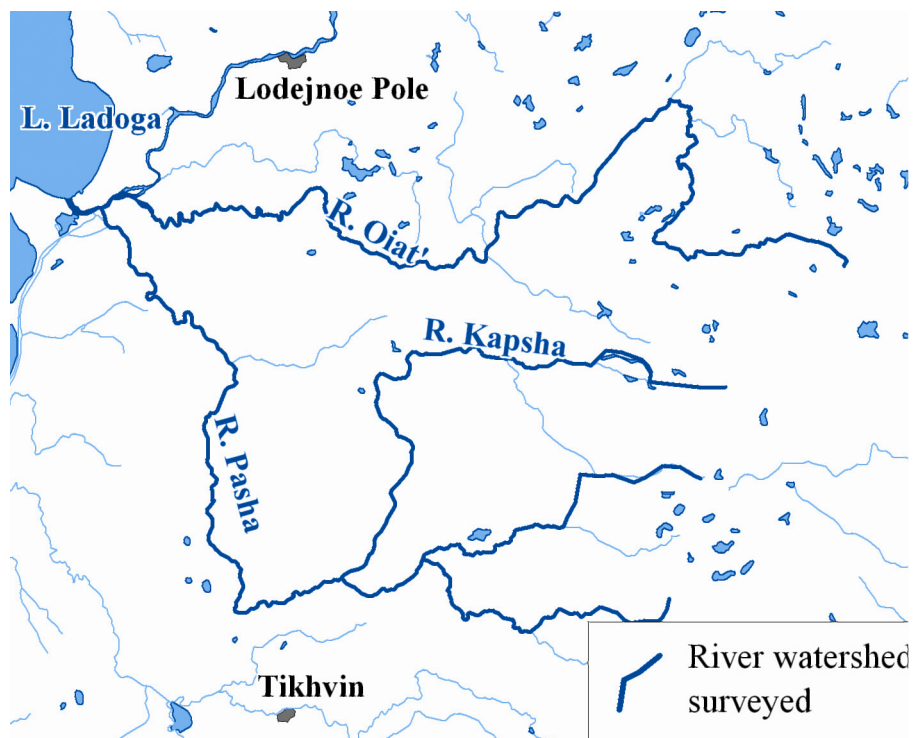 Lodejnoe Pole
L. Ladoga
R. Oiat'
R. Kapsha
R. Pasha
Tikhvin
River watershed
surveyed